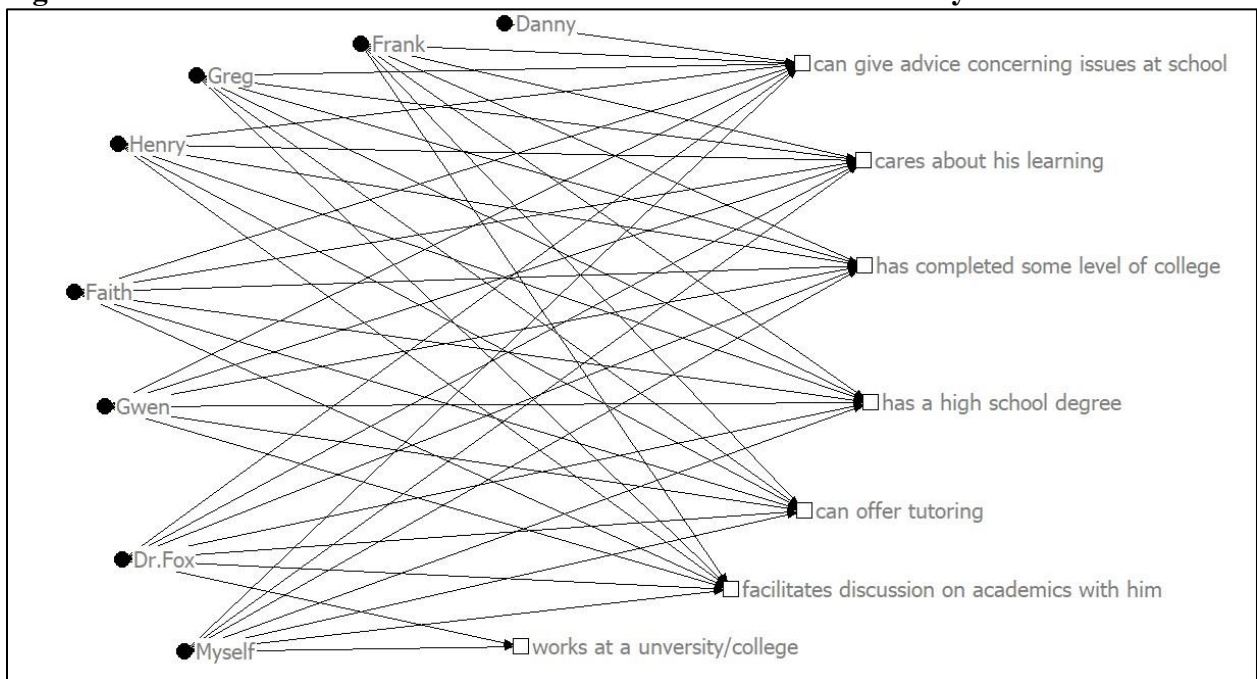 Danny
Frank
can give advice concerning issues at school
Greg
Henry
cares about his learning
has completed some level of college
Faith
Gwen
has a high school degree
can offer tutoring
Dr.Fox
facilitates discussion on academics with him
Myself
works at a unversity/college